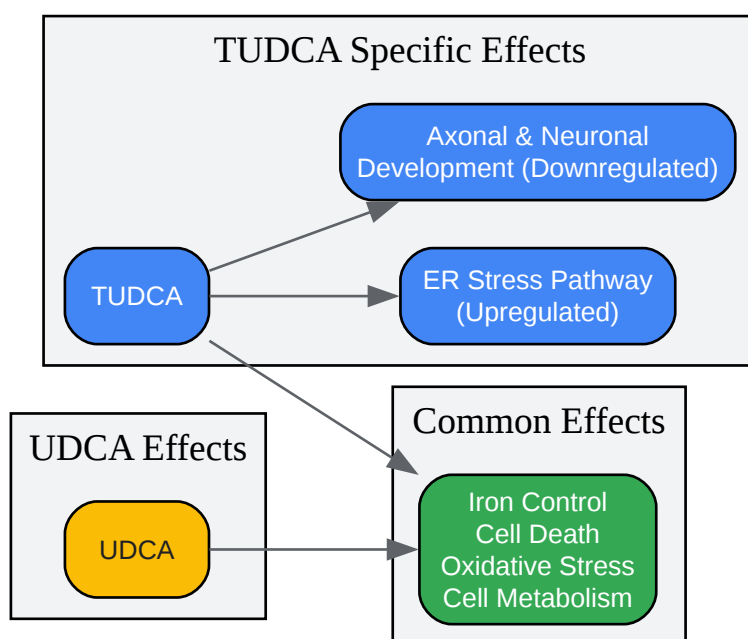 TUDCA Specific Effects
Axonal & Neuronal
Development (Downregulated)
TUDCA
ER Stress Pathway
(Upregulated)
UDCA Effects
UDCA
Common Effects
Iron Control
Cell Death
Oxidative Stress
Cell Metabolism